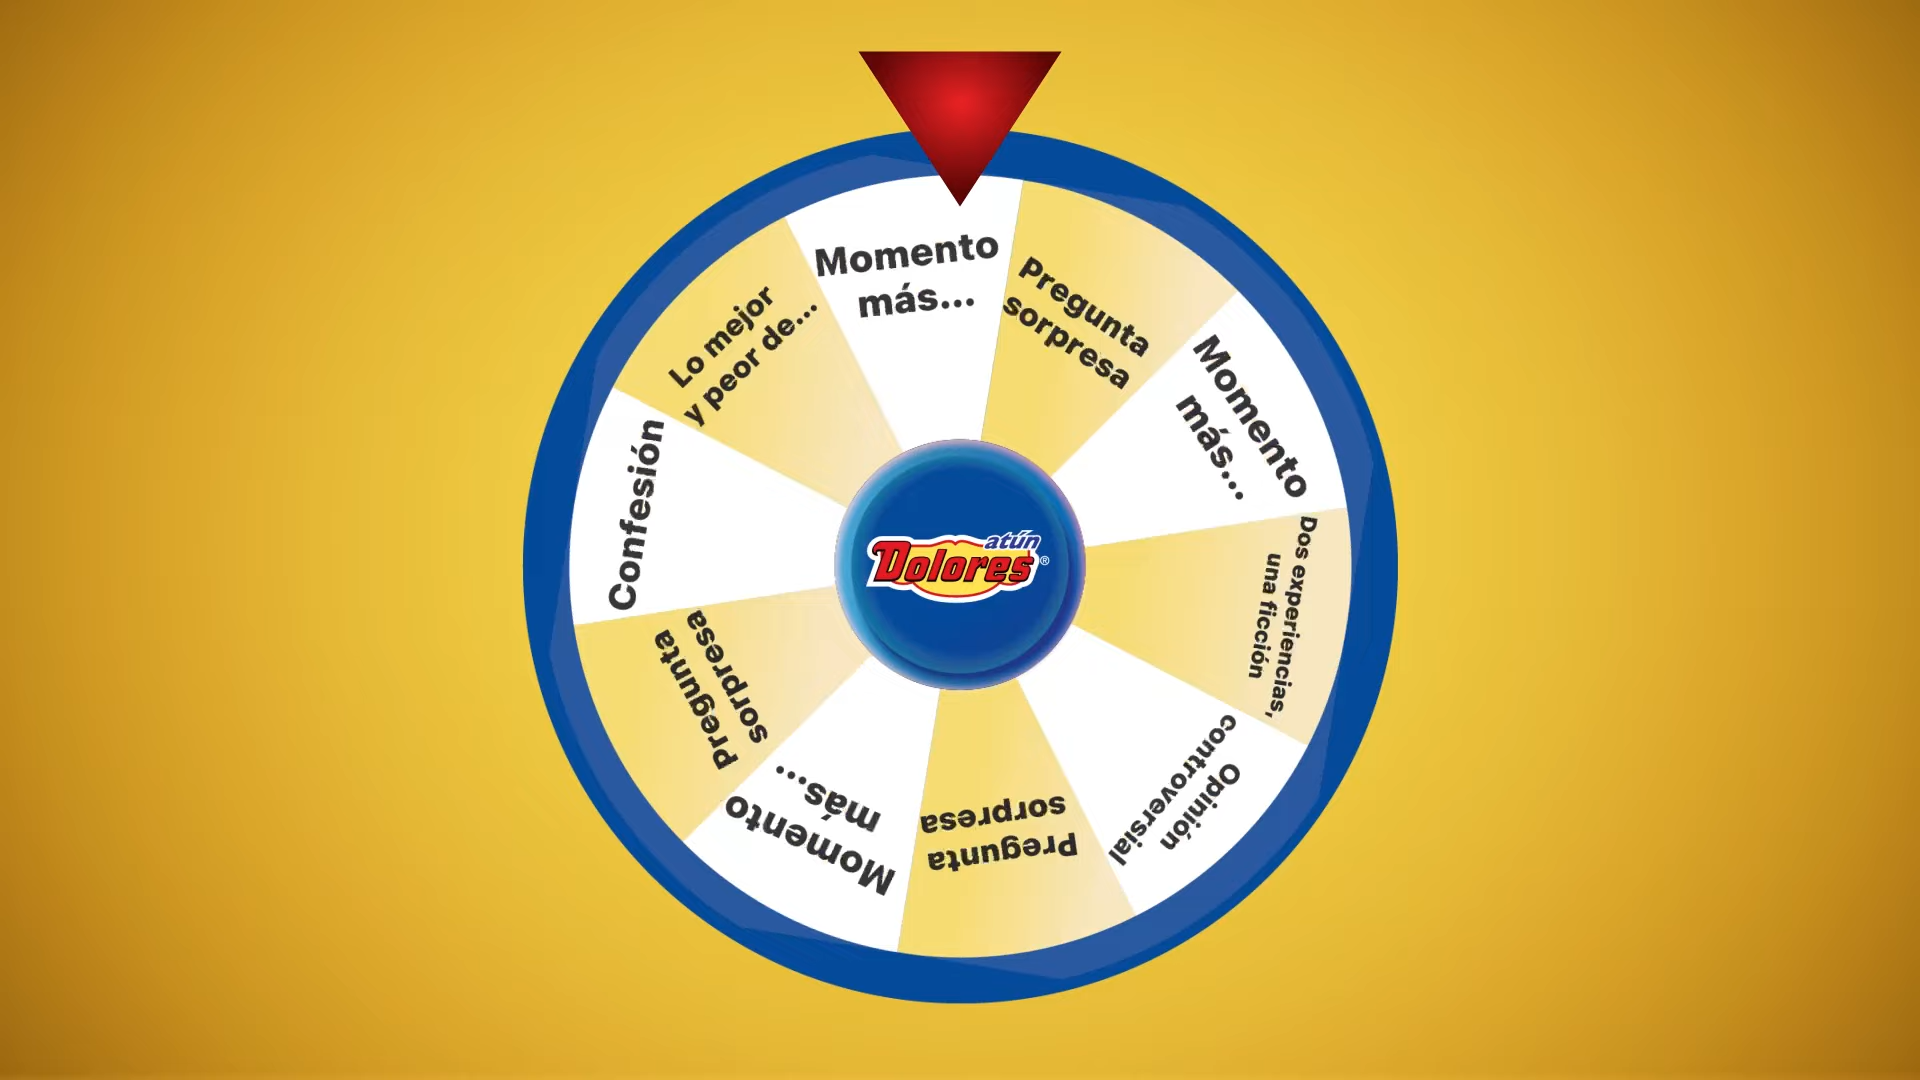 Momento
más...
Pregunta
sorpresa
Momento
más...
Dos experiencias,
una ficción
Opinión
controversial
Pregunta
sorpresa
Momento
más...
Pregunta
sorpresa
Confesión
Lo mejor
y peor de...
atún
Dolores®